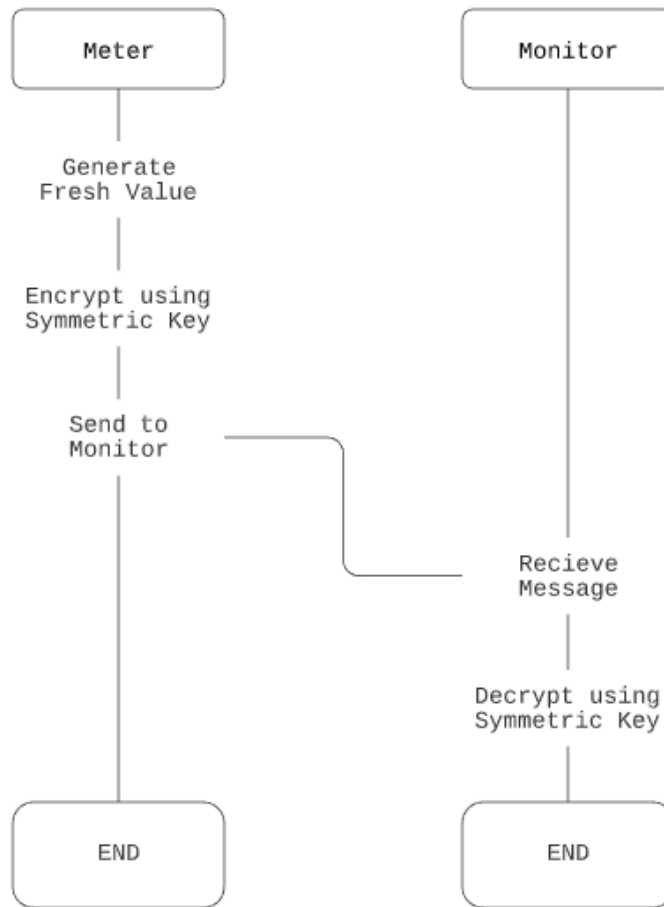 Meter
Monitor
Generate
Fresh Value
Encrypt using
Symmetric Key
Send to
Monitor
Recieve
Message
Decrypt using
Symmetric Key
END
END